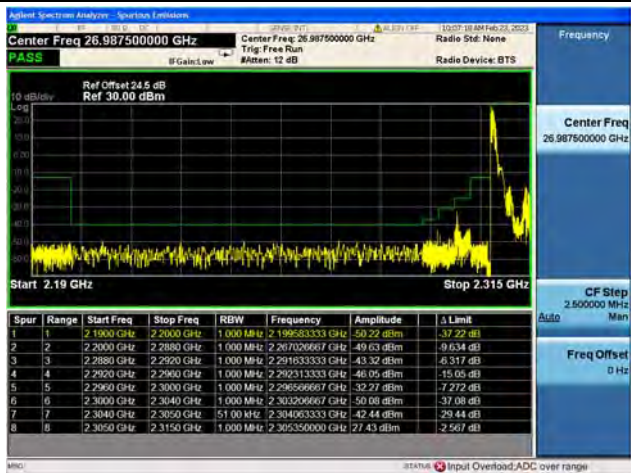 Agilent Spectrum Analyzer - Spurious Emissions
RF 50 Ω DC SENSE:INT ALIGN OFF 10:07:18 AM Feb 23, 2023
Center Freq 26.987500000 GHz
Center Freq: 26.987500000 GHz
Radio Std: None
Trig: Free Run
PASS
IFGain:Low
#Atten: 12 dB
Radio Device: BTS
Ref Offset 24.5 dB
10 dB/div Ref 30.00 dBm
Log
Start 2.19 GHz Stop 2.315 GHz
Spur Range Start Freq Stop Freq RBW Frequency Amplitude Δ Limit
1 1 2.1900 GHz 2.2000 GHz 1.000 MHz 2.199583333 GHz -50.22 dBm -37.22 dB
2 2 2.2000 GHz 2.2880 GHz 1.000 MHz 2.267026667 GHz -49.63 dBm -9.634 dB
3 3 2.2880 GHz 2.2920 GHz 1.000 MHz 2.291633333 GHz -43.32 dBm -6.317 dB
4 4 2.2920 GHz 2.2960 GHz 1.000 MHz 2.292313333 GHz -46.05 dBm -15.05 dB
5 5 2.2960 GHz 2.3000 GHz 1.000 MHz 2.296566667 GHz -32.27 dBm -7.272 dB
6 6 2.3000 GHz 2.3040 GHz 1.000 MHz 2.303206667 GHz -50.08 dBm -37.08 dB
7 7 2.3040 GHz 2.3050 GHz 51.00 kHz 2.304063333 GHz -42.44 dBm -29.44 dB
8 8 2.3050 GHz 2.3150 GHz 1.000 MHz 2.305350000 GHz 27.43 dBm -2.567 dB
MSG
STATUS Input Overload;ADC over range
Frequency
Center Freq
26.987500000 GHz
CF Step
2.500000 MHz
Auto Man
Freq Offset
0 Hz